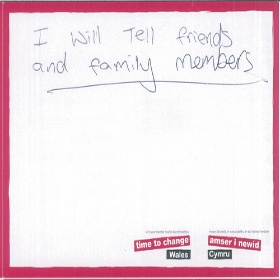 I Will Tell friends
and family members
time to change
Wales
amser i newid
Cymru